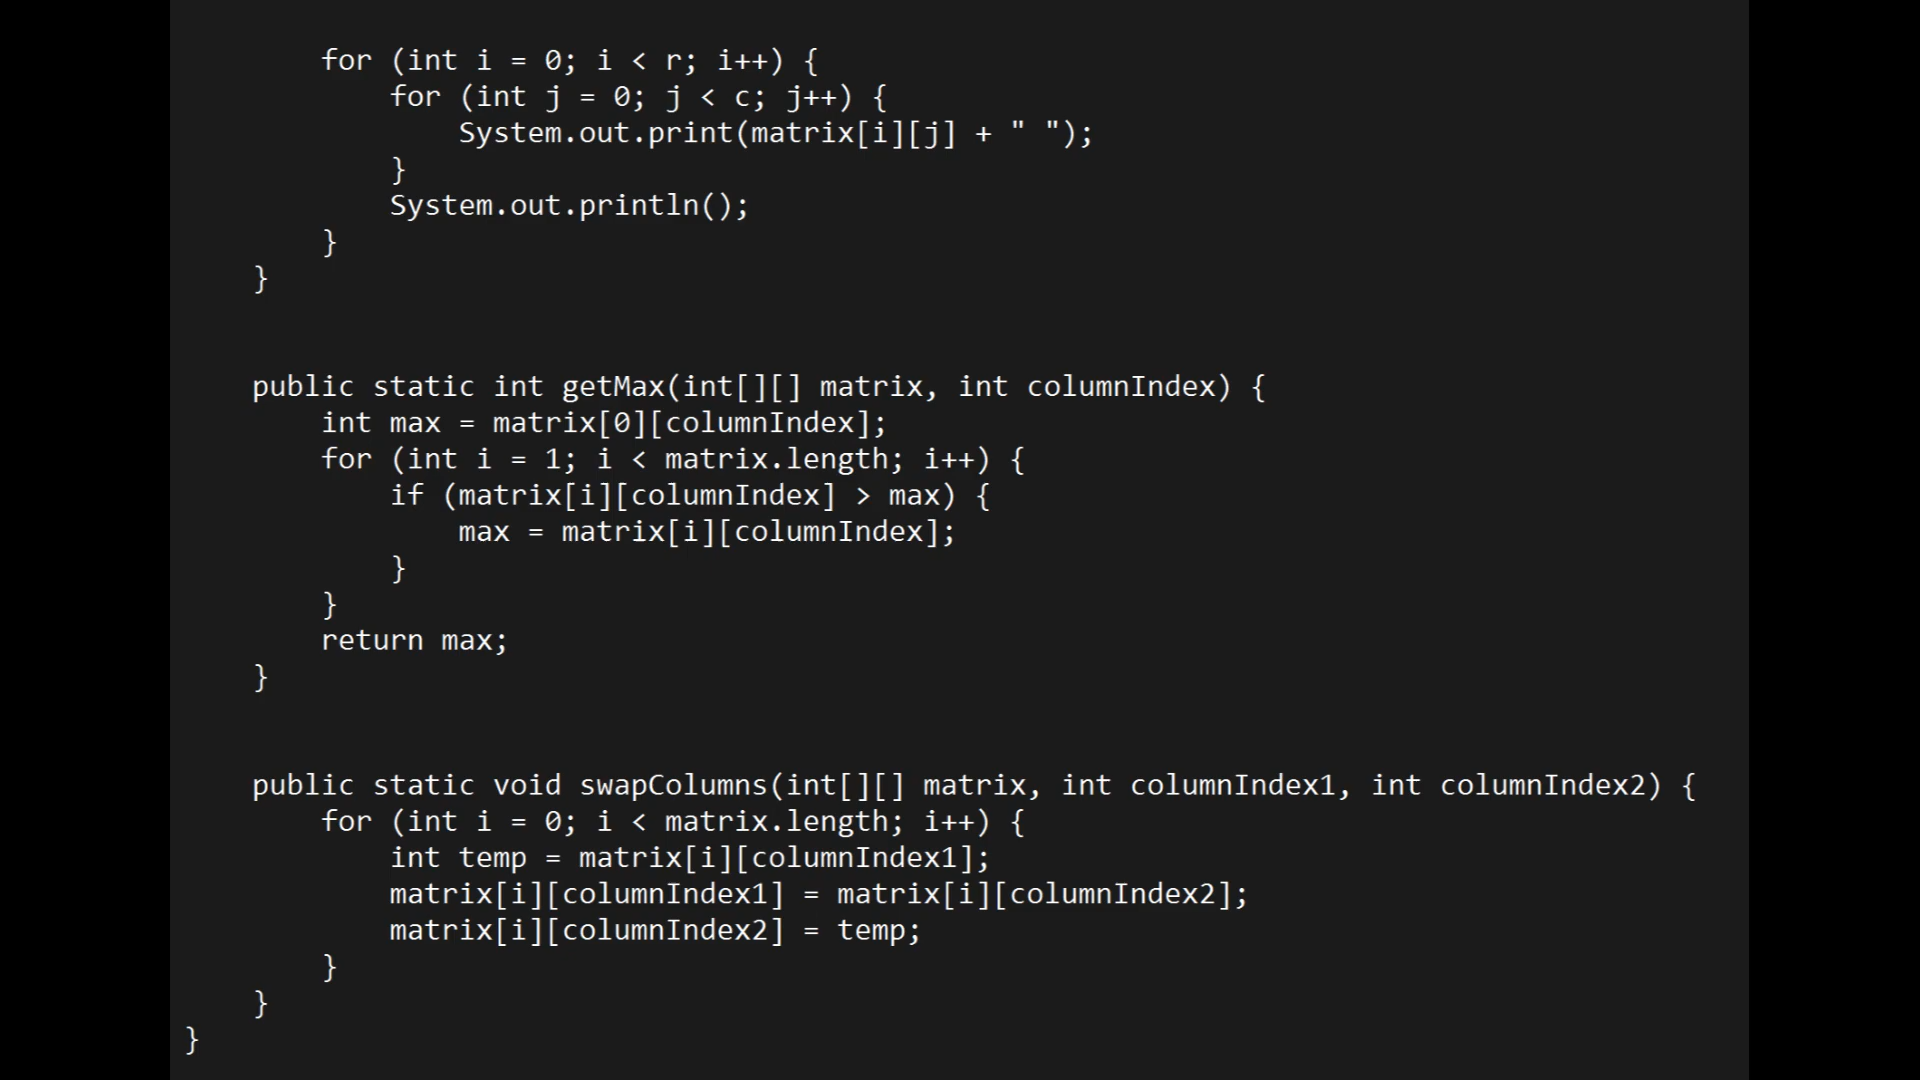 for (int i = 0; i < r; i++) {
for (int j = 0; j < c; j++) {
System.out.print(matrix[i][j] + " ");
}
System.out.println();
}
}
public static int getMax(int[][] matrix, int columnIndex) {
int max = matrix[0][columnIndex];
for (int i = 1; i < matrix.length; i++) {
if (matrix[i][columnIndex] > max) {
max = matrix[i][columnIndex];
}
}
return max;
}
public static void swapColumns(int[][] matrix, int columnIndex1, int columnIndex2) {
for (int i = 0; i < matrix.length; i++) {
int temp = matrix[i][columnIndex1];
matrix[i][columnIndex1] = matrix[i][columnIndex2];
matrix[i][columnIndex2] = temp;
}
}
}